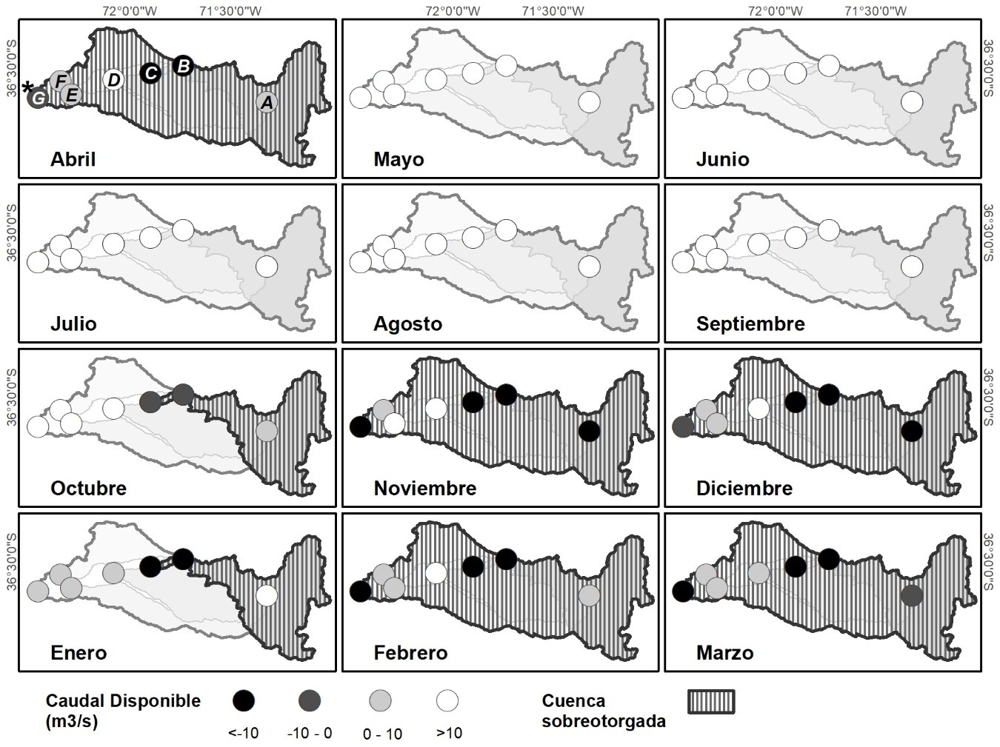 72°0'0"W 71°30'0"W 72°0'0"W 71°30'0"W 72°0'0"W 71°30'0"W
36°30'0"S
* G F E D C B A
36°30'0"S
Abril Mayo Junio
36°30'0"S
36°30'0"S
Julio Agosto Septiembre
36°30'0"S
36°30'0"S
Octubre Noviembre Diciembre
36°30'0"S
36°30'0"S
Enero Febrero Marzo
Caudal Disponible
(m3/s)
<-10 -10 - 0 0 - 10 >10
Cuenca
sobreotorgada